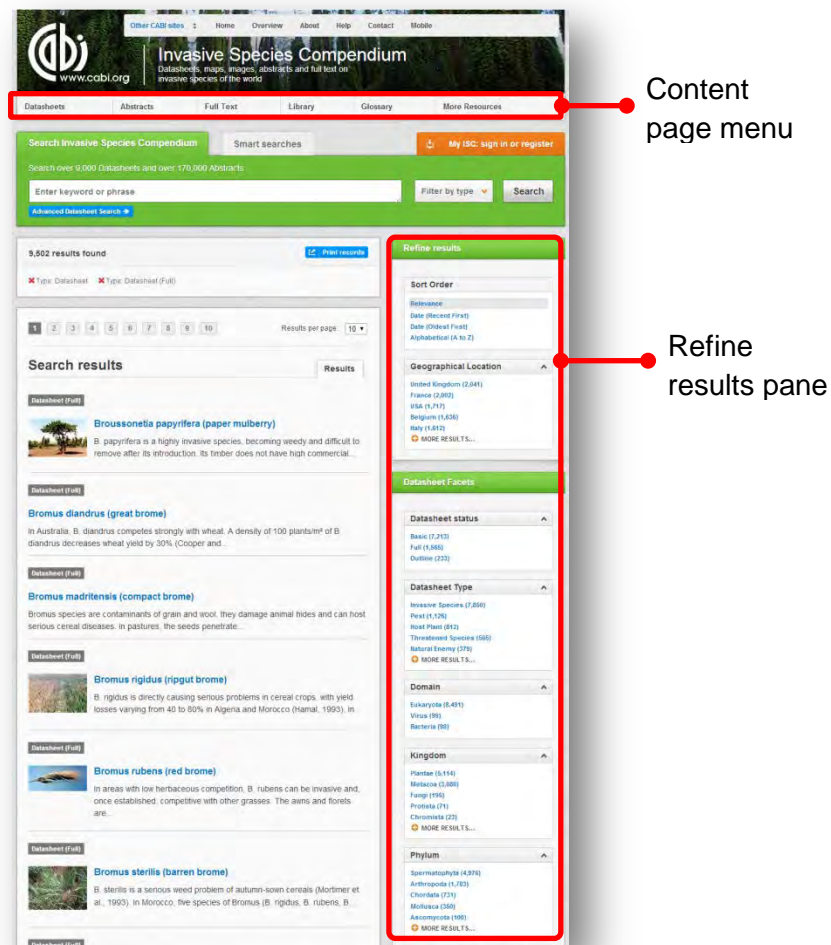 Other CABI sites Home Overview About Help Contact Mobile
cabi
www.cabi.org
Invasive Species Compendium
Datasheets, maps, images, abstracts and full text on
invasive species of the world
Datasheets Abstracts Full Text Library Glossary More Resources
Content
page menu
Search Invasive Species Compendium Smart searches My ISC: sign in or register
Search over 9,000 Datasheets and over 170,000 Abstracts
Enter keyword or phrase Filter by type Search
Advanced Datasheet Search
9,502 results found Print records
Type: Datasheet Type: Datasheet (Full)
1 2 3 4 5 6 7 8 9 10 Results per page: 10
Search results Results
Datasheet (Full)
Broussonetia papyrifera (paper mulberry)
B. papyrifera is a highly invasive species, becoming weedy and difficult to
remove after its introduction. Its timber does not have high commercial...
Datasheet (Full)
Bromus diandrus (great brome)
In Australia, B. diandrus competes strongly with wheat. A density of 100 plants/m² of B.
diandrus decreases wheat yield by 30% (Cooper and...
Datasheet (Full)
Bromus madritensis (compact brome)
Bromus species are contaminants of grain and wool, they damage animal hides and can host
serious cereal diseases. In pastures, the seeds penetrate...
Datasheet (Full)
Bromus rigidus (ripgut brome)
B. rigidus is directly causing serious problems in cereal crops, with yield
losses varying from 40 to 80% in Algeria and Morocco (Hamal, 1993). In
Datasheet (Full)
Bromus rubens (red brome)
In areas with low herbaceous competition, B. rubens can be invasive and,
once established, competitive with other grasses. The awns and florets
are...
Datasheet (Full)
Bromus sterilis (barren brome)
B. sterilis is a serious weed problem of autumn-sown cereals (Mortimer et
al., 1993). In Morocco, five species of Bromus (B. rigidus, B. rubens, B...
Datasheet (Full)
Refine results
Sort Order
Relevance
Date (Recent First)
Date (Oldest First)
Alphabetical (A to Z)
Geographical Location
United Kingdom (2,041)
France (2,002)
USA (1,717)
Belgium (1,636)
Italy (1,612)
MORE RESULTS...
Refine
results pane
Datasheet Facets
Datasheet status
Basic (7,213)
Full (1,565)
Outline (233)
Datasheet Type
Invasive Species (7,850)
Pest (1,126)
Host Plant (812)
Threatened Species (565)
Natural Enemy (378)
MORE RESULTS...
Domain
Eukaryota (8,491)
Virus (99)
Bacteria (98)
Kingdom
Plantae (5,114)
Metazoa (3,080)
Fungi (195)
Protista (71)
Chromista (23)
MORE RESULTS...
Phylum
Spermatophyta (4,976)
Arthropoda (1,783)
Chordata (731)
Mollusca (360)
Ascomycota (100)
MORE RESULTS...